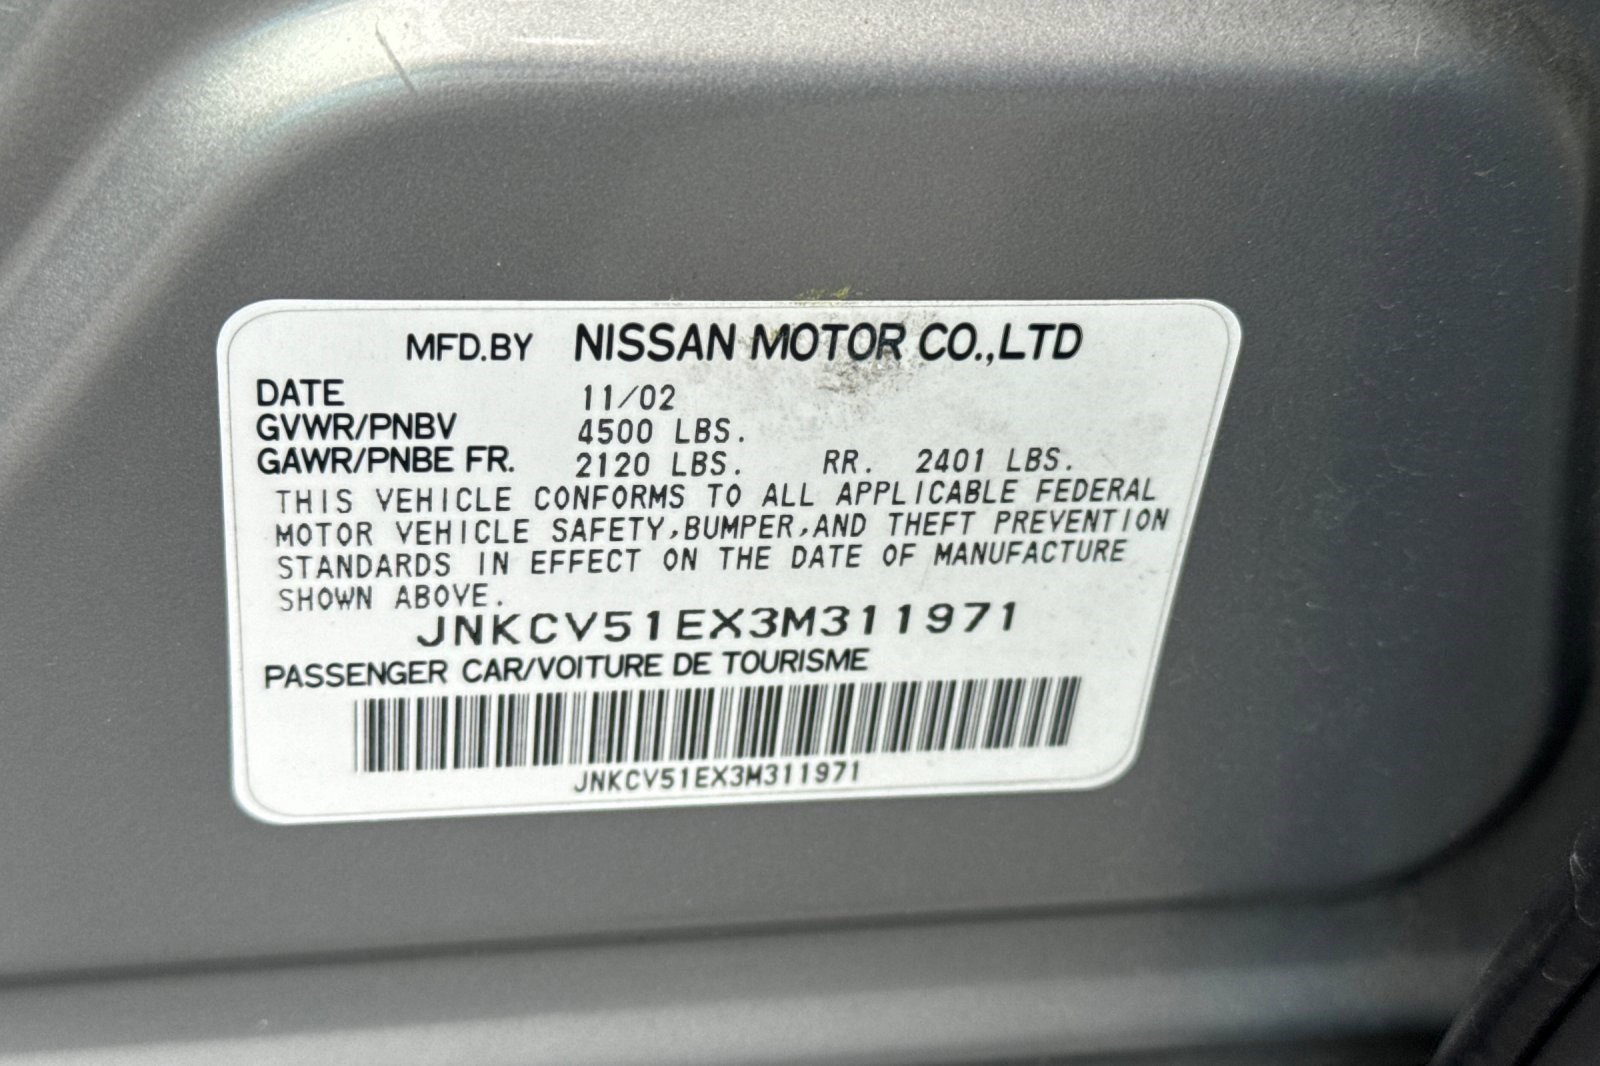 MFD.BY NISSAN MOTOR CO.,LTD
DATE 11/02
GVWR/PNBV 4500 LBS.
GAWR/PNBE FR. 2120 LBS. RR. 2401 LBS.
THIS VEHICLE CONFORMS TO ALL APPLICABLE FEDERAL
MOTOR VEHICLE SAFETY,BUMPER,AND THEFT PREVENTION
STANDARDS IN EFFECT ON THE DATE OF MANUFACTURE
SHOWN ABOVE.
JNKCV51EX3M311971
PASSENGER CAR/VOITURE DE TOURISME
JNKCV51EX3M311971